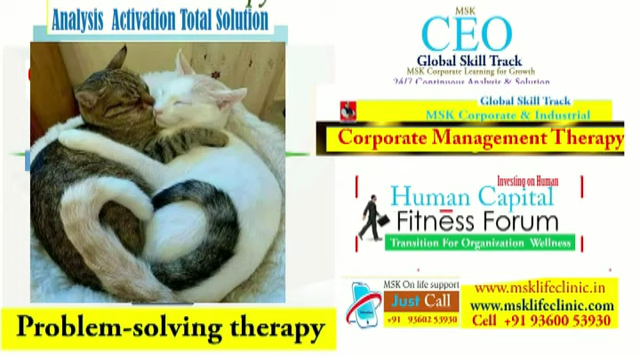 Analysis Activation Total Solution
Problem-solving therapy
MSK
CEO
Global Skill Track
MSK Corporate Learning for Growth
24/7 Continuous Analysis & Solution
Global Skill Track
MSK Corporate & Industrial
Corporate Management Therapy
Investing on Human
Human Capital
Fitness Forum
Transition For Organization Wellness
MSK On life support
Just Call
+91 93602 53930
www.msklifeclinic.in
www.msklifeclinic.com
Cell +91 93600 53930